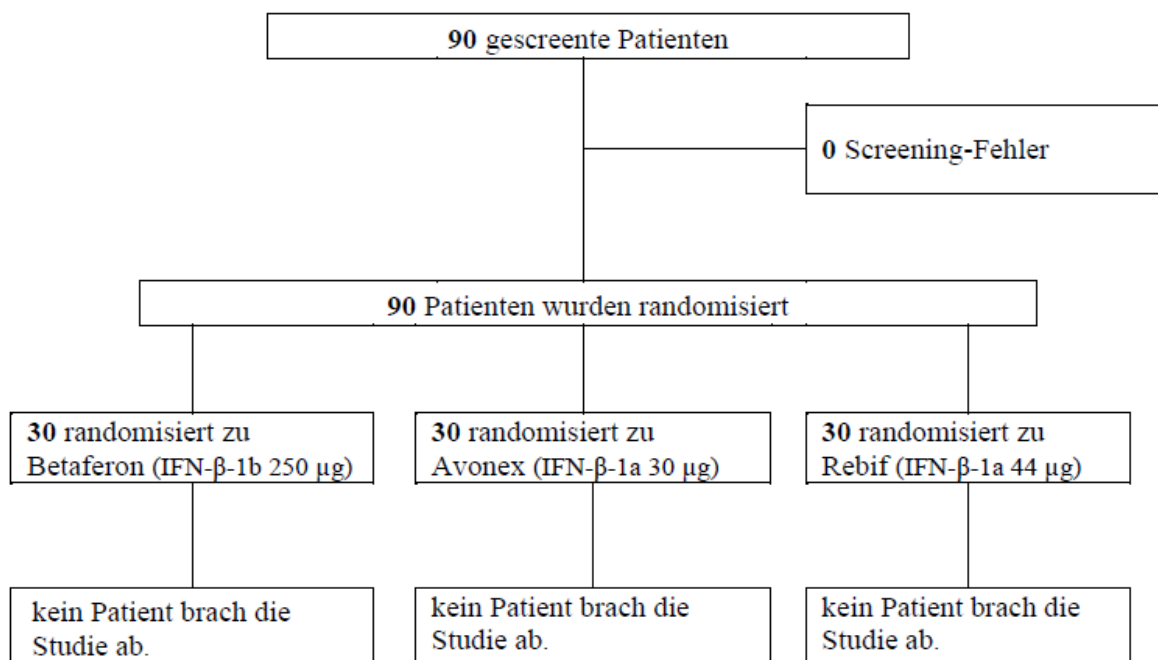 90 gescreente Patienten
0 Screening-Fehler
90 Patienten wurden randomisiert
30 randomisiert zu
Betaferon (IFN-β-1b 250 µg)
30 randomisiert zu
Avonex (IFN-β-1a 30 µg)
30 randomisiert zu
Rebif (IFN-β-1a 44 µg)
kein Patient brach die
Studie ab.
kein Patient brach die
Studie ab.
kein Patient brach die
Studie ab.